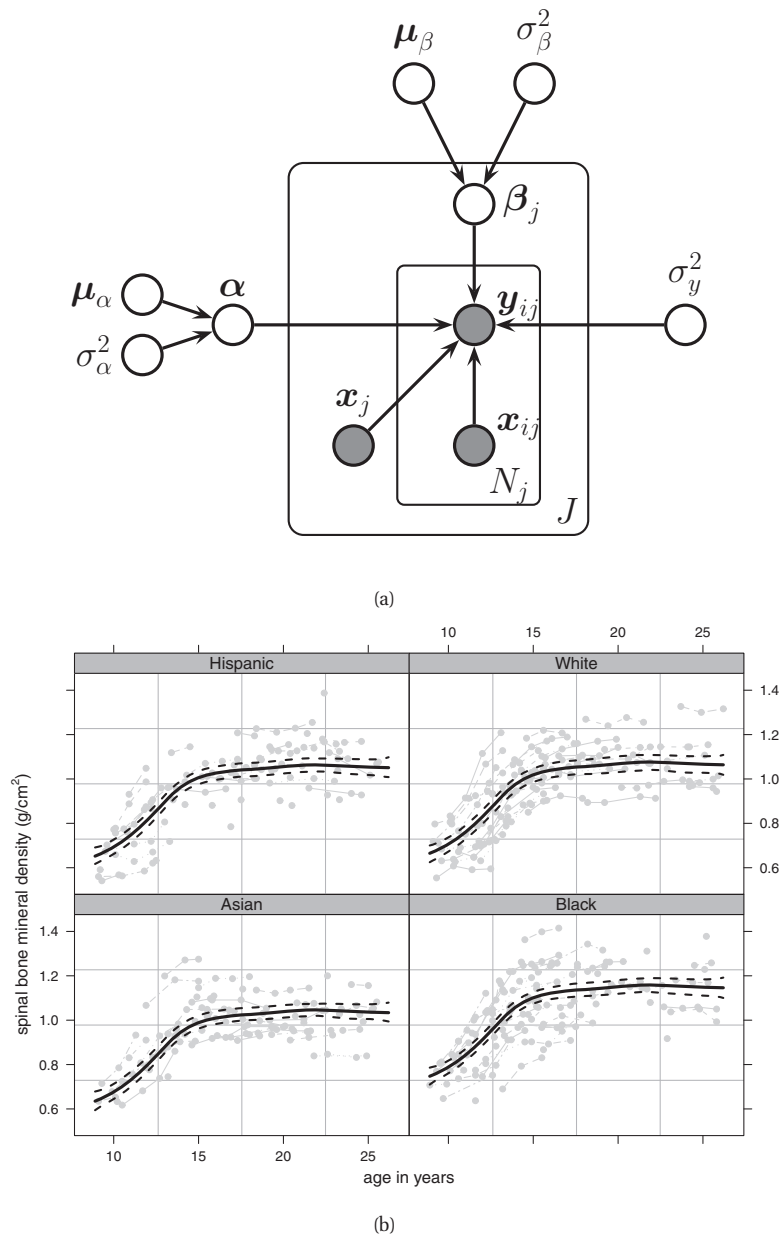 μ_β σ²_β
β_j
μ_α α y_ij σ²_y
σ²_α
x_j x_ij
N_j
J
(a)
10 15 20 25
Hispanic White
1.4
1.2
1.0
0.8
0.6
Asian Black
1.4
1.2
1.0
0.8
0.6
spinal bone mineral density (g/cm²)
10 15 20 25
age in years
(b)